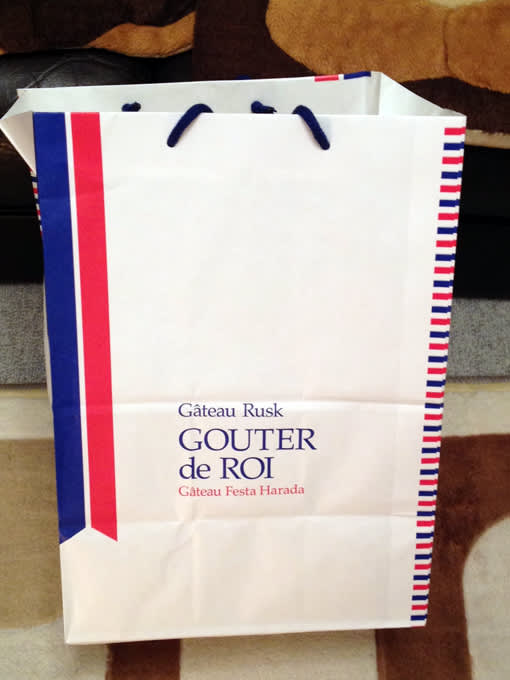 Gâteau Rusk
GOUTER
de ROI
Gâteau Festa Harada